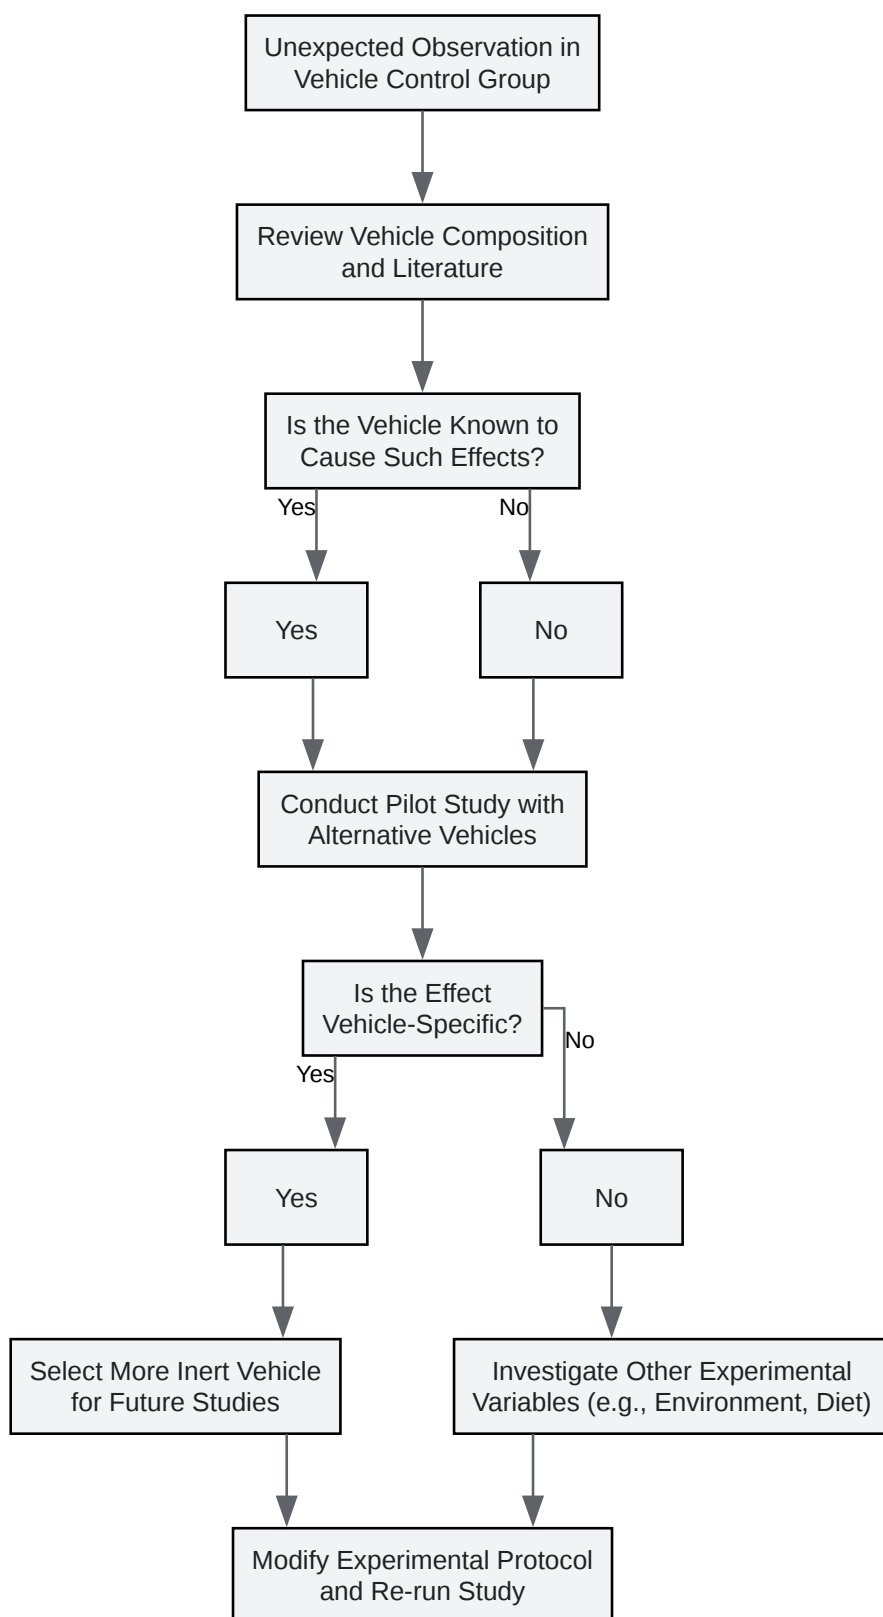 Unexpected Observation in
Vehicle Control Group
Review Vehicle Composition
and Literature
Is the Vehicle Known to
Cause Such Effects?
Yes
No
Yes
No
Conduct Pilot Study with
Alternative Vehicles
Is the Effect
Vehicle-Specific?
No
Yes
Yes
No
Select More Inert Vehicle
for Future Studies
Investigate Other Experimental
Variables (e.g., Environment, Diet)
Modify Experimental Protocol
and Re-run Study